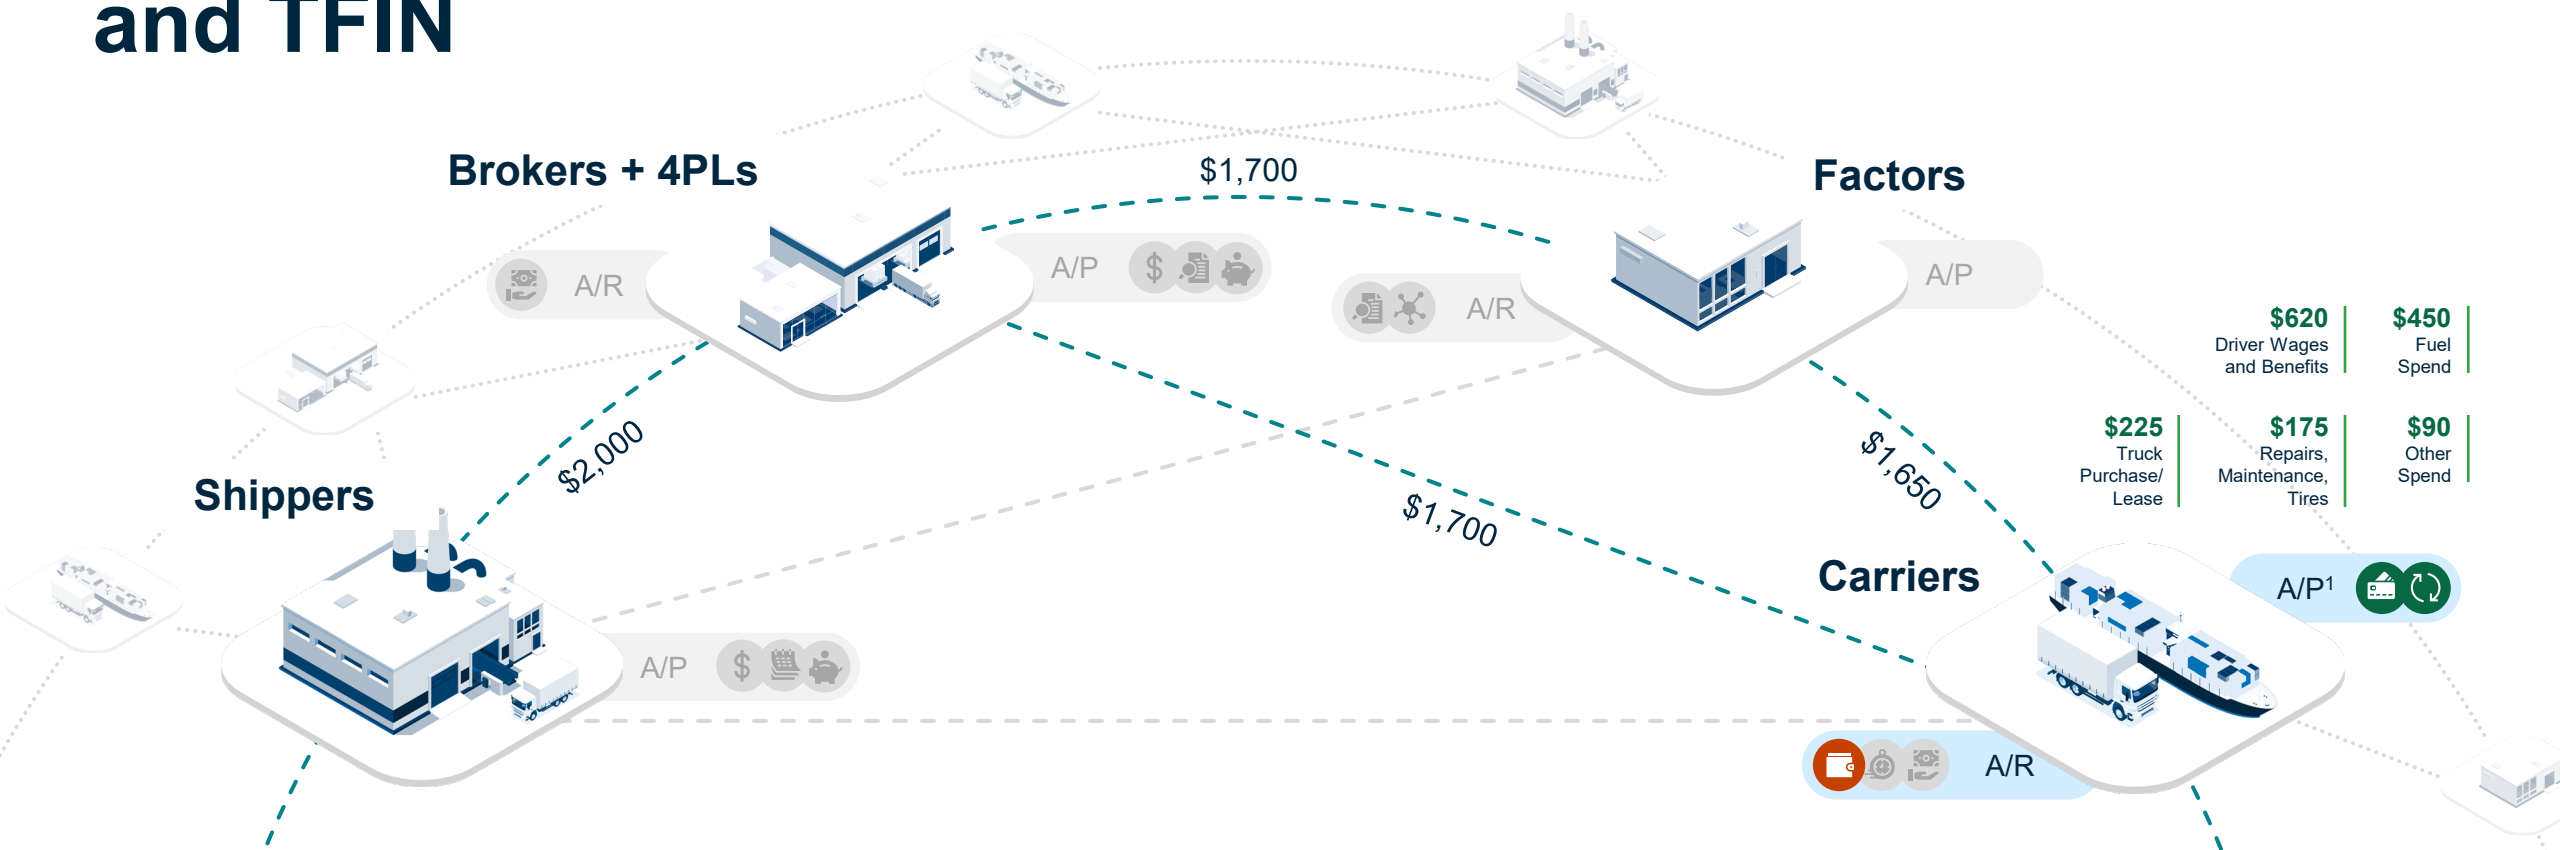 and TFIN
Brokers + 4PLs
$1,700
Factors
A/R
A/P
A/R
A/P
$620
Driver Wages
and Benefits
$450
Fuel
Spend
$2,000
$1,650
$225
Truck
Purchase/
Lease
$175
Repairs,
Maintenance,
Tires
$90
Other
Spend
Shippers
$1,700
Carriers
A/P¹
A/P
A/R